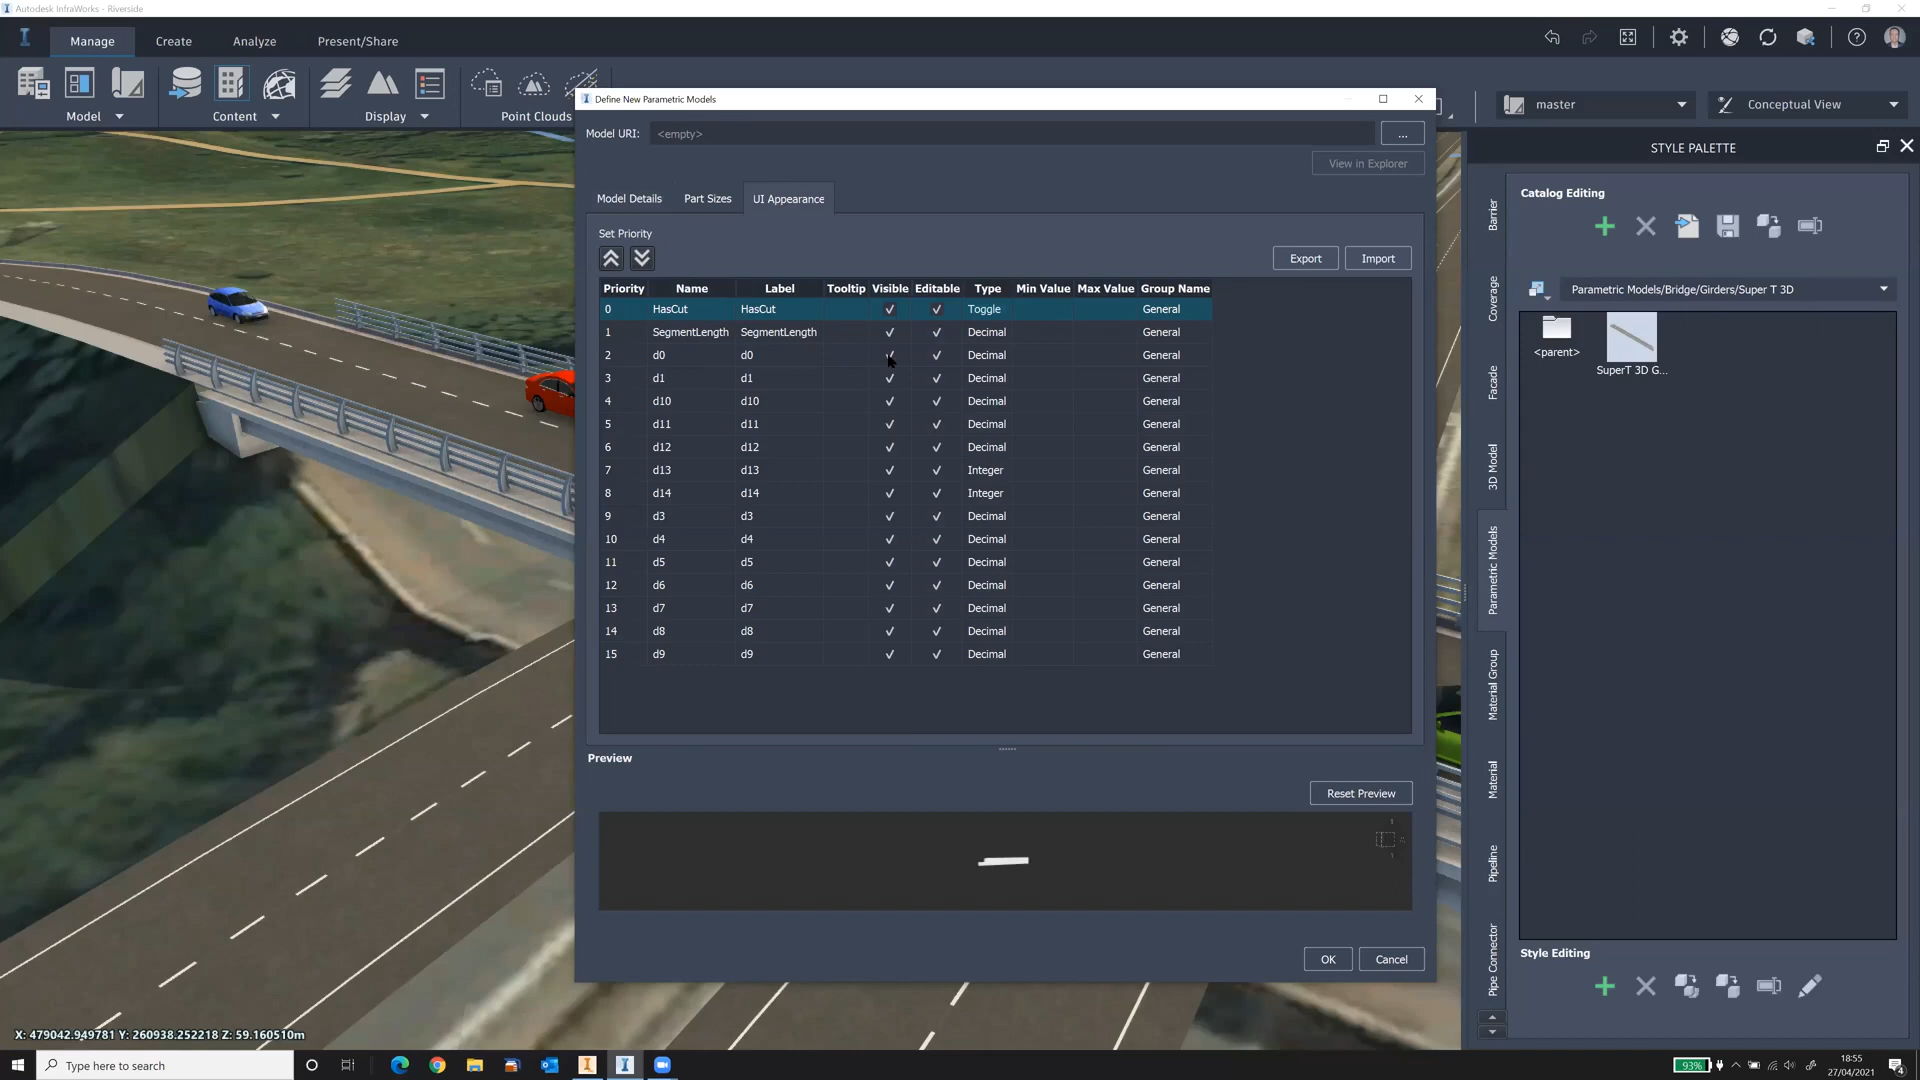 Autodesk InfraWorks - Riverside
Manage
Create
Analyze
Present/Share
Model
Content
Display
Point Clouds
master
Conceptual View
Define New Parametric Models
Model URI:
<empty>
...
View in Explorer
Model Details
Part Sizes
UI Appearance
Set Priority
Export
Import
Priority Name Label Tooltip Visible Editable Type Min Value Max Value Group Name
0 HasCut HasCut Toggle General
1 SegmentLength SegmentLength Decimal General
2 d0 d0 Decimal General
3 d1 d1 Decimal General
4 d10 d10 Decimal General
5 d11 d11 Decimal General
6 d12 d12 Decimal General
7 d13 d13 Integer General
8 d14 d14 Integer General
9 d3 d3 Decimal General
10 d4 d4 Decimal General
11 d5 d5 Decimal General
12 d6 d6 Decimal General
13 d7 d7 Decimal General
14 d8 d8 Decimal General
15 d9 d9 Decimal General
Preview
Reset Preview
OK
Cancel
STYLE PALETTE
Catalog Editing
Parametric Models/Bridge/Girders/Super T 3D
<parent>
SuperT 3D G...
Barrier
Coverage
Facade
3D Model
Parametric Models
Material Group
Material
Pipeline
Pipe Connector
Style Editing
X: 479042.949781 Y: 260938.252218 Z: 59.160510m
Type here to search
93%
18:55
27/04/2021
4